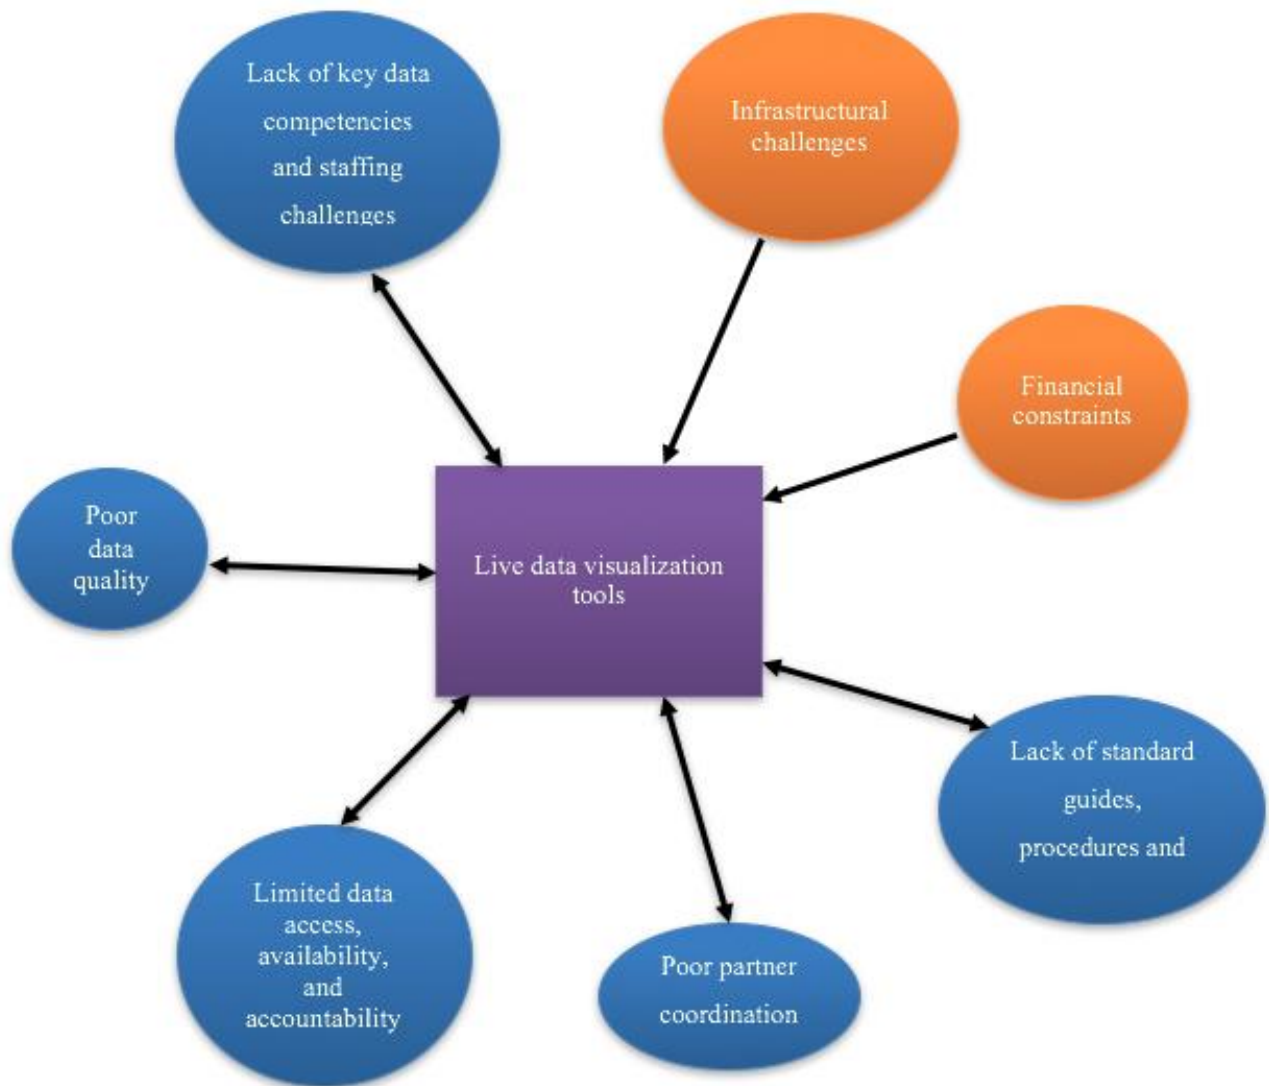 Lack of key data
competencies
and staffing
challenges
Infrastructural
challenges
Financial
constraints
Poor
data
quality
Live data visualization
tools
Lack of standard
guides,
procedures and
Limited data
access,
availability,
and
accountability
Poor partner
coordination